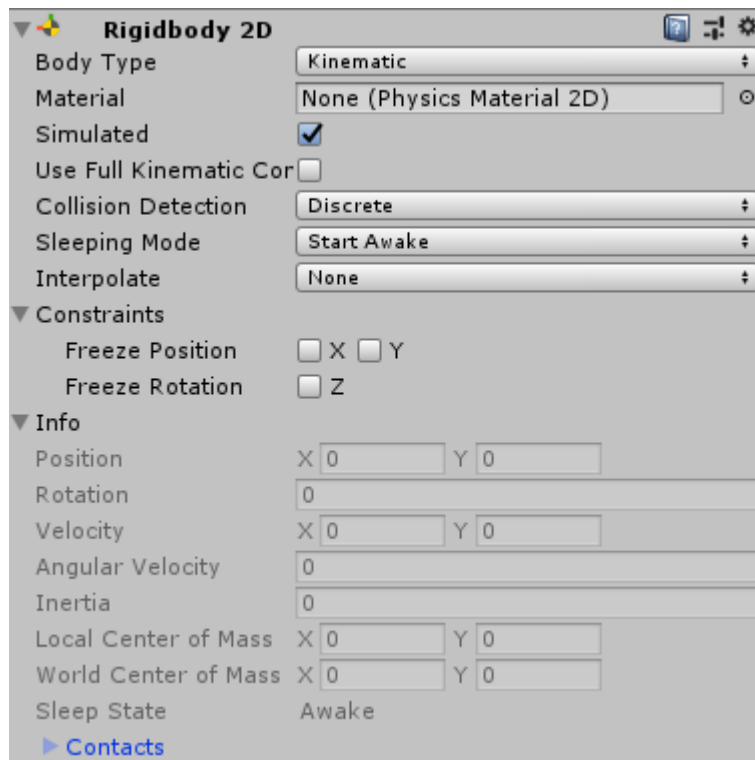 Rigidbody 2D
Body Type Kinematic
Material None (Physics Material 2D)
Simulated
Use Full Kinematic Cor
Collision Detection Discrete
Sleeping Mode Start Awake
Interpolate None
Constraints
Freeze Position X Y
Freeze Rotation Z
Info
Position X 0 Y 0
Rotation 0
Velocity X 0 Y 0
Angular Velocity 0
Inertia 0
Local Center of Mass X 0 Y 0
World Center of Mass X 0 Y 0
Sleep State Awake
Contacts